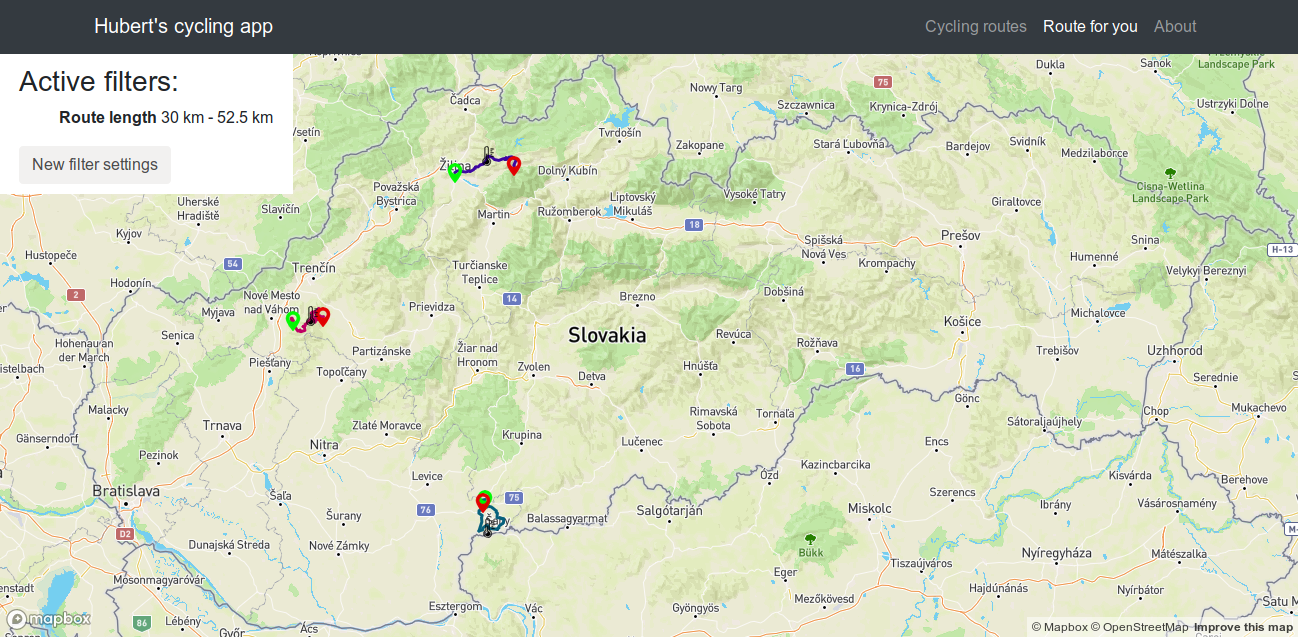 Hubert's cycling app
Cycling routes Route for you About
Active filters:
Route length 30 km - 52.5 km
New filter settings
Dukla
Sanok
Landscape Park
75
Nowy Targ
Čadca
Szczawnica
Krynica-Zdrój
Ustrzyki Dolne
Tvrdošín
Zakopane
Stará Ľubovňa
Bardejov
Svidník
Medzilaborce
Žilina
Dolný Kubín
Považská
Bystrica
Liptovský
Mikuláš
Vysoké Tatry
Cisna-Wetlina
Landscape Park
Giraltovce
Uherské
Hradiště
Slavičín
Martin
Ružomberok
18
Kyjov
Spišská
Nová Ves
Prešov
Snina
Hustopeče
54
Trenčín
Turčianske
Teplice
Krompachy
Humenné
H-13
Velykyi Bereznyi
Hodonín
2
Nové Mesto
nad Váhom
14
Brezno
Dobšiná
Myjava
Prievidza
Košice
Michalovce
Senica
Slovakia
Revúca
Rožňava
Trebišov
Uzhhorod
Hohenau an
der March
Partizánske
Žiar nad
Hronom
Piešťany
Topoľčany
Zvolen
Detva
Hnúšťa
16
Serednie
Malacky
Gönc
Chop
Mukachevo
Rimavská
Sobota
Tornaľa
Sátoraljaújhely
Trnava
Zlaté Moravce
Krupina
Lučenec
Encs
Gänserndorf
Pezinok
Nitra
Kazincbarcika
Ózd
Kisvárda
Berehove
Levice
Bratislava
Šaľa
75
Szerencs
Vásárosnamény
Šurany
76
Balassagyarmat
Salgótarján
Miskolc
Ibrány
D2
Dunajská Streda
Nové Zámky
Bükk
Nyíregyháza
Mátészalka
Tiszaújváros
Eger
Mosonmagyaróvár
Hajdúnánás
Nyírbátor
Esztergom
Vác
Gyöngyös
Mezőkövesd
Satu M
mapbox
86
Lébény
Győr
Ács
© Mapbox © OpenStreetMap Improve this map